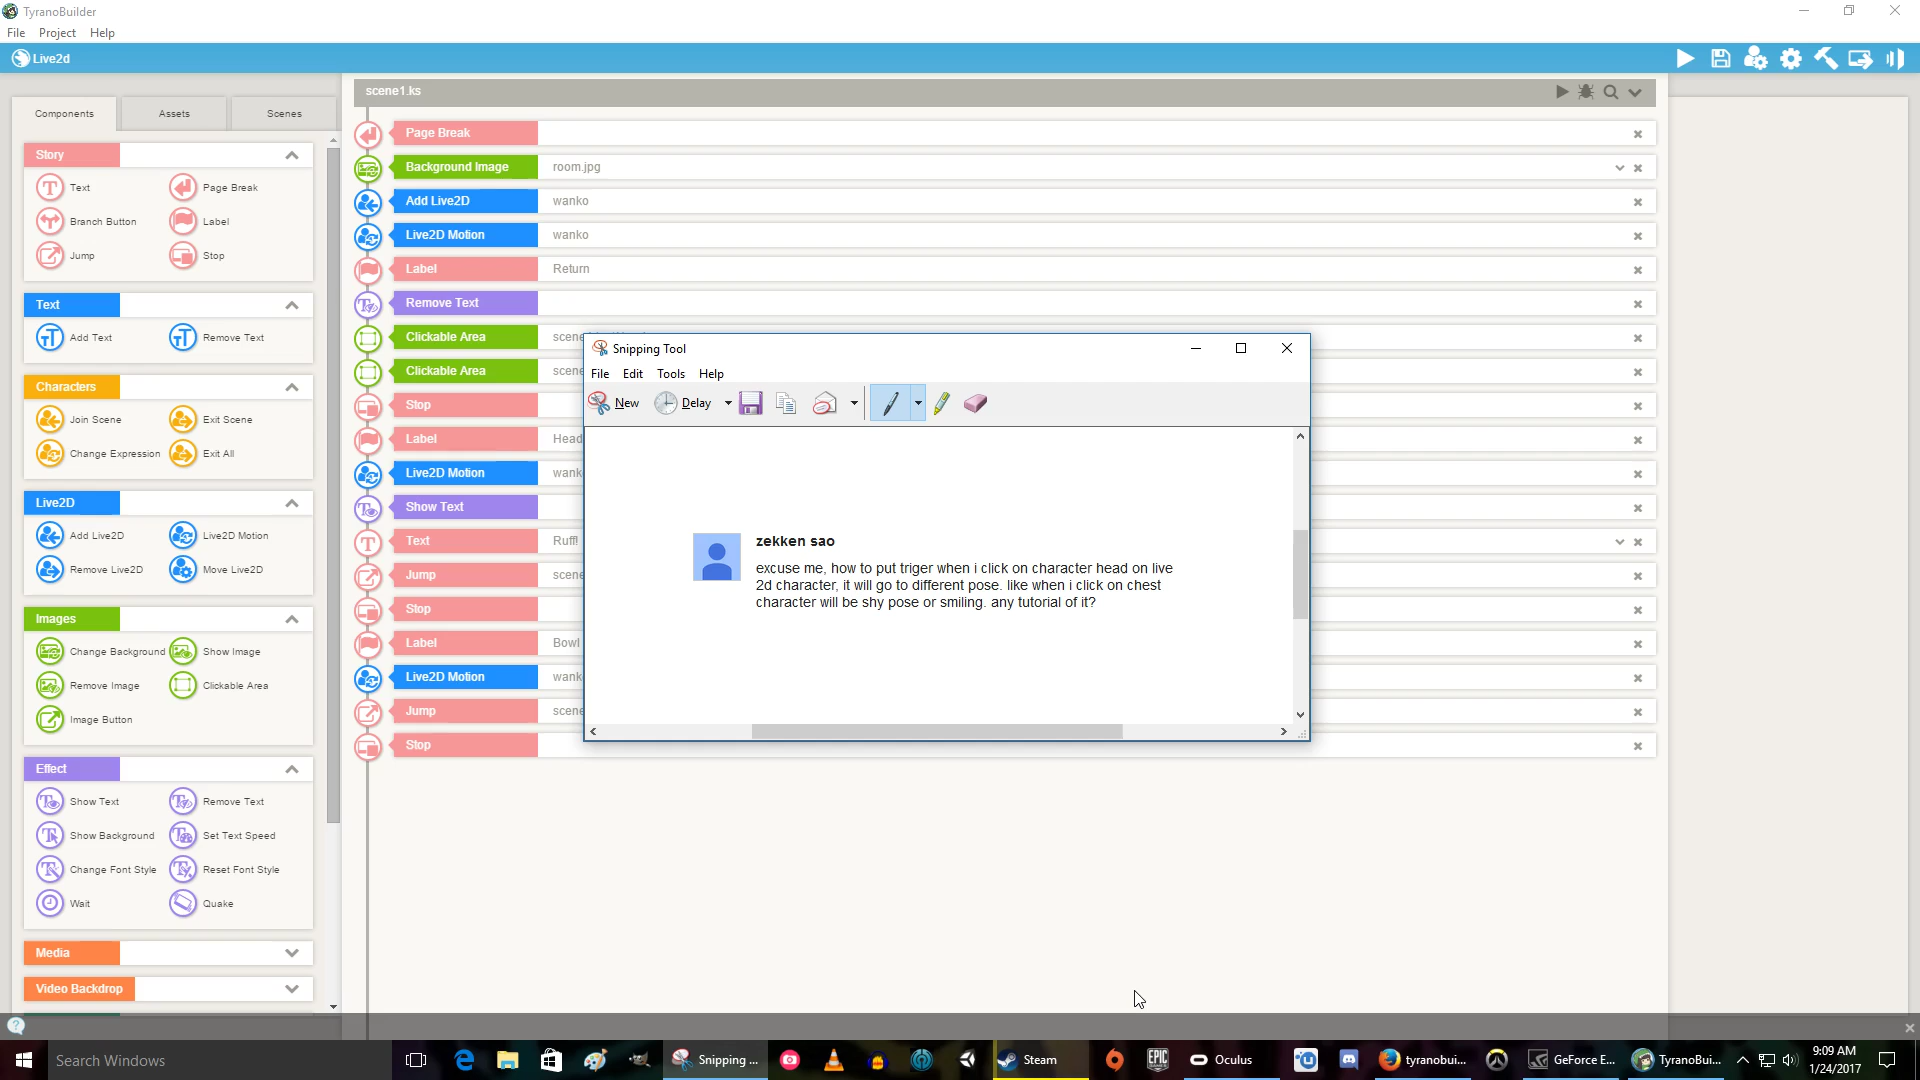 TyranoBuilder
File Project Help
Live2d
Components Assets Scenes
Story
Text Page Break
Branch Button Label
Jump Stop
Text
Add Text Remove Text
Characters
Join Scene Exit Scene
Change Expression Exit All
Live2D
Add Live2D Live2D Motion
Remove Live2D Move Live2D
Images
Change Background Show Image
Remove Image Clickable Area
Image Button
Effect
Show Text Remove Text
Show Background Set Text Speed
Change Font Style Reset Font Style
Wait Quake
Media
Video Backdrop
scene1.ks
Page Break
Background Image room.jpg
Add Live2D wanko
Live2D Motion wanko
Label Return
Remove Text
Clickable Area
Clickable Area
Stop
Label Head
Live2D Motion
Show Text
Text Ruff!
Jump
Stop
Label Bowl
Live2D Motion
Jump
Stop
Snipping Tool
File Edit Tools Help
New Delay
zekken sao
excuse me, how to put triger when i click on character head on live
2d character, it will go to different pose. like when i click on chest
character will be shy pose or smiling. any tutorial of it?
Search Windows
Snipping ...
Steam
EPIC
Oculus
tyranobui...
GeForce E...
TyranoBui...
9:09 AM
1/24/2017